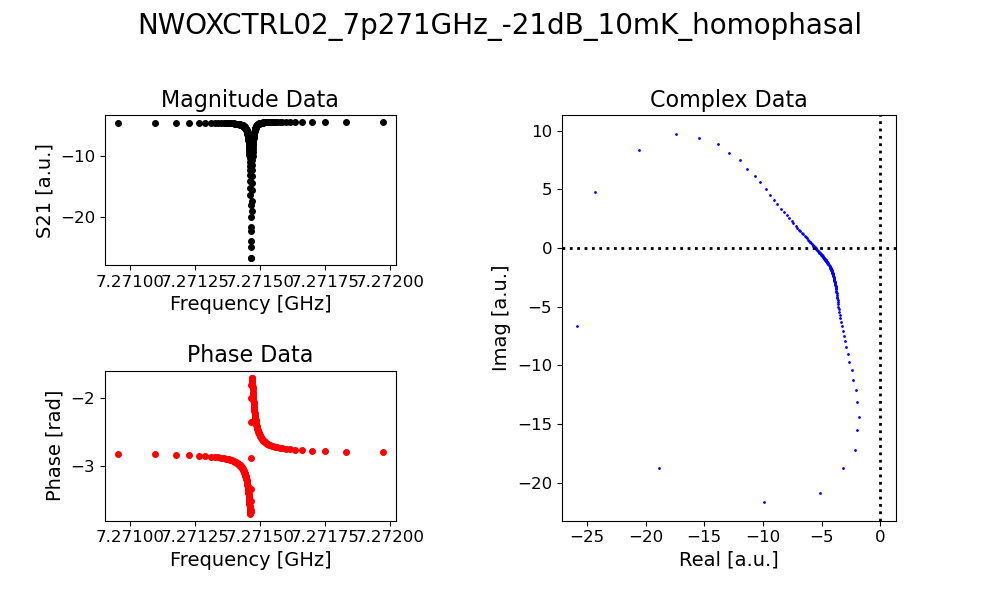 NWOXCTRL02_7p271GHz_-21dB_10mK_homophasal
Magnitude Data
S21 [a.u.]
−10
−20
7.27100 7.27125 7.27150 7.27175 7.27200
Frequency [GHz]
Phase Data
Phase [rad]
−2
−3
7.27100 7.27125 7.27150 7.27175 7.27200
Frequency [GHz]
Complex Data
Imag [a.u.]
10
5
0
−5
−10
−15
−20
−25 −20 −15 −10 −5 0
Real [a.u.]